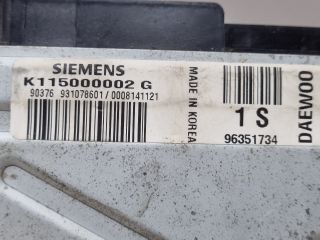 SIEMENS
K115000002 G
90376 931078601/0008141121
MADE IN KOREA
1 S
96351734
DAEWOO